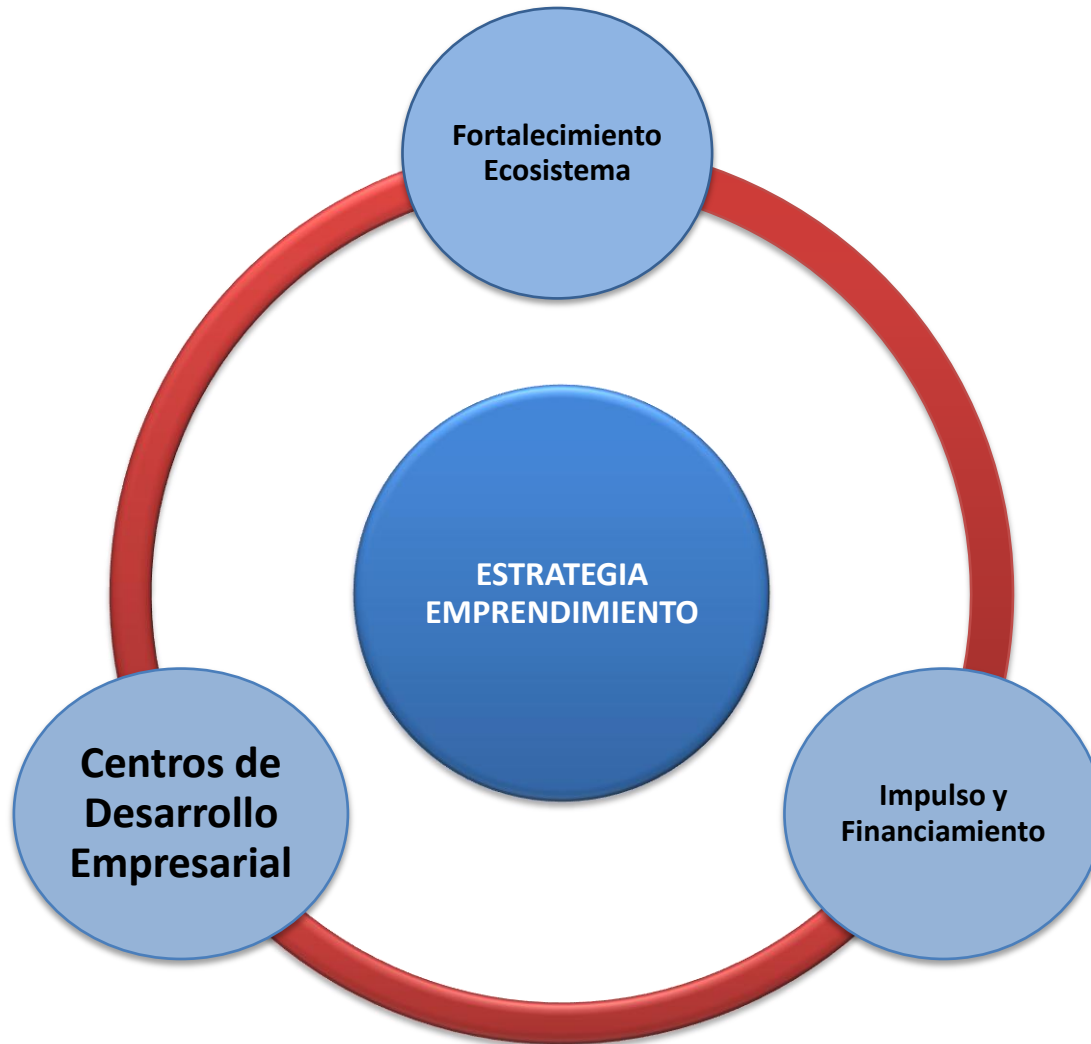 Fortalecimiento
Ecosistema
ESTRATEGIA
EMPRENDIMIENTO
Centros de
Desarrollo
Empresarial
Impulso y
Financiamiento